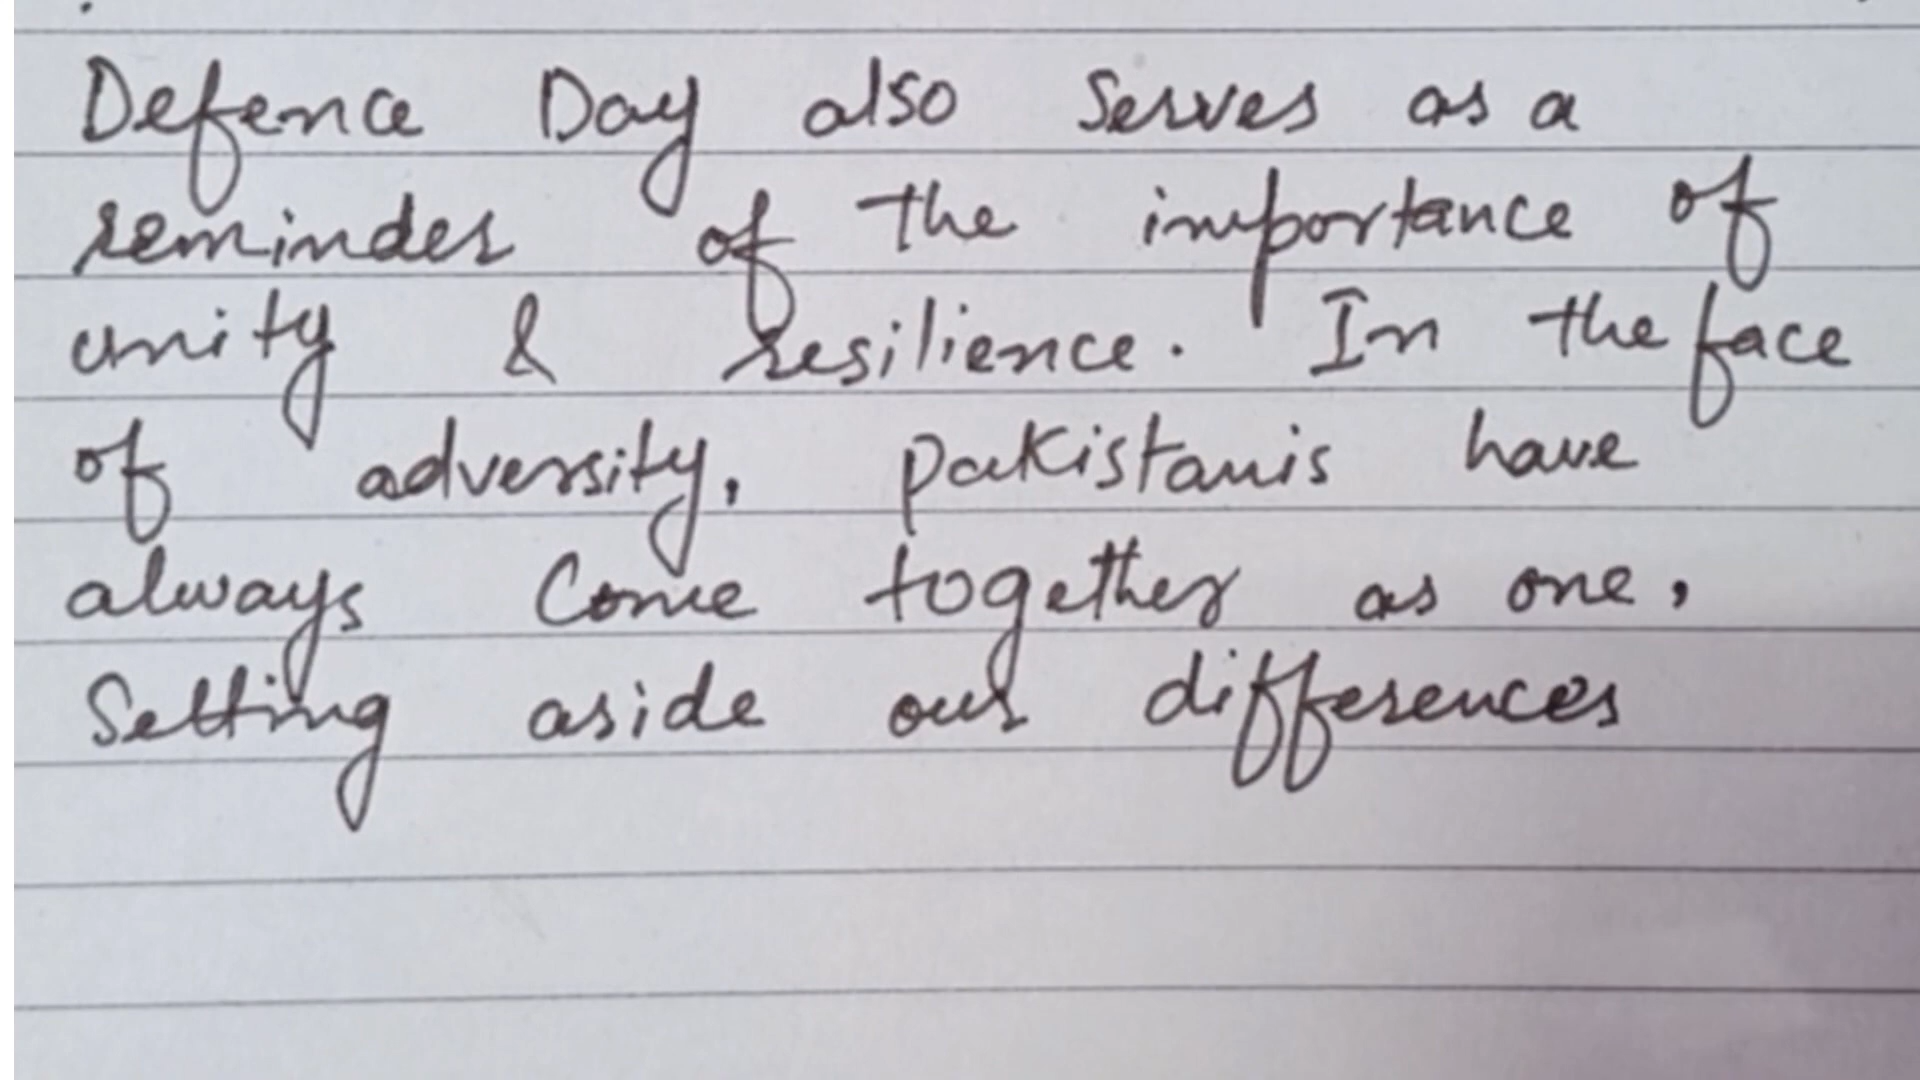 Defence Day also Serves as a
reminder of the importance of
unity & resilience. In the face
of adversity, pakistanis have
always Come together as one,
Setting aside our differences